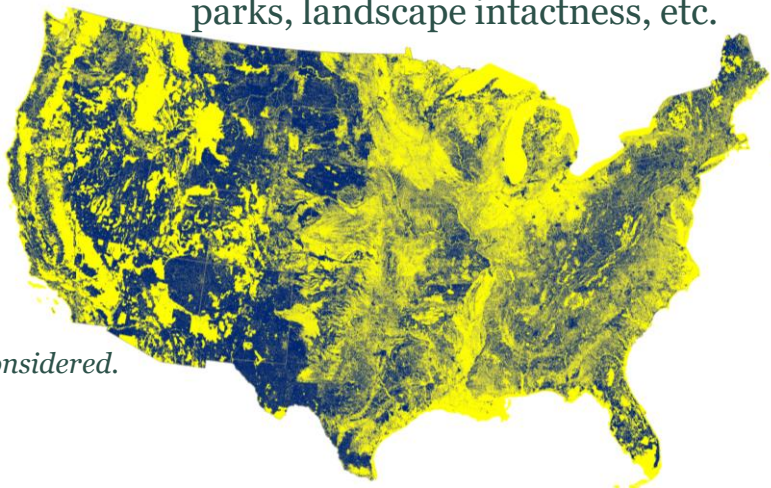 parks, landscape intactness, etc.
onsidered.